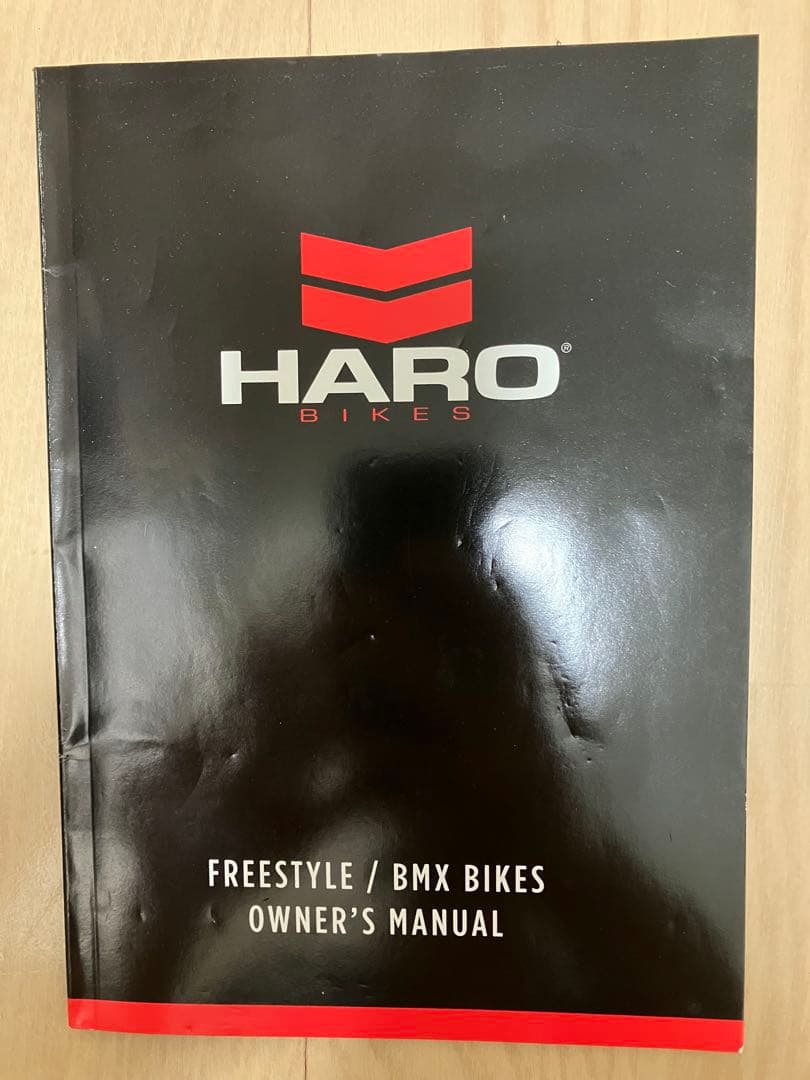 HARO®
BIKES
FREESTYLE / BMX BIKES
OWNER'S MANUAL